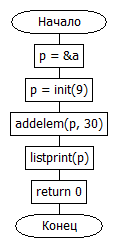 Начало
p = &a
p = init(9)
addelem(p, 30)
listprint(p)
return 0
Конец